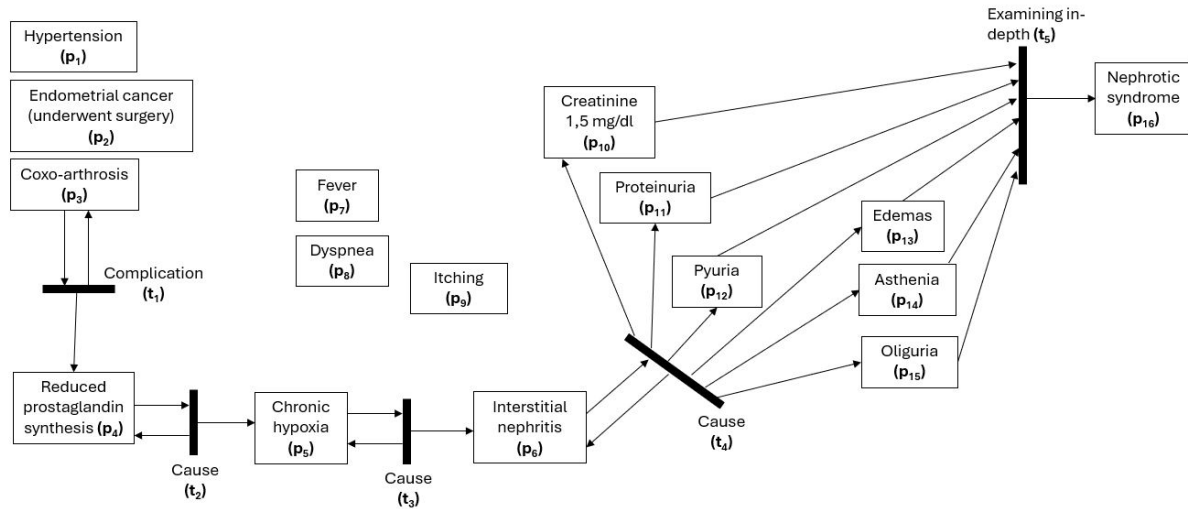 Hypertension
(p₁)
Endometrial cancer
(underwent surgery)
(p₂)
Coxo-arthrosis
(p₃)
Complication
(t₁)
Reduced
prostaglandin
synthesis (p₄)
Cause
(t₂)
Chronic
hypoxia
(p₅)
Cause
(t₃)
Fever
(p₇)
Dyspnea
(p₈)
Itching
(p₉)
Interstitial
nephritis
(p₆)
Cause
(t₄)
Creatinine
1,5 mg/dl
(p₁₀)
Proteinuria
(p₁₁)
Pyuria
(p₁₂)
Edemas
(p₁₃)
Asthenia
(p₁₄)
Oliguria
(p₁₅)
Examining in-
depth (t₅)
Nephrotic
syndrome
(p₁₆)